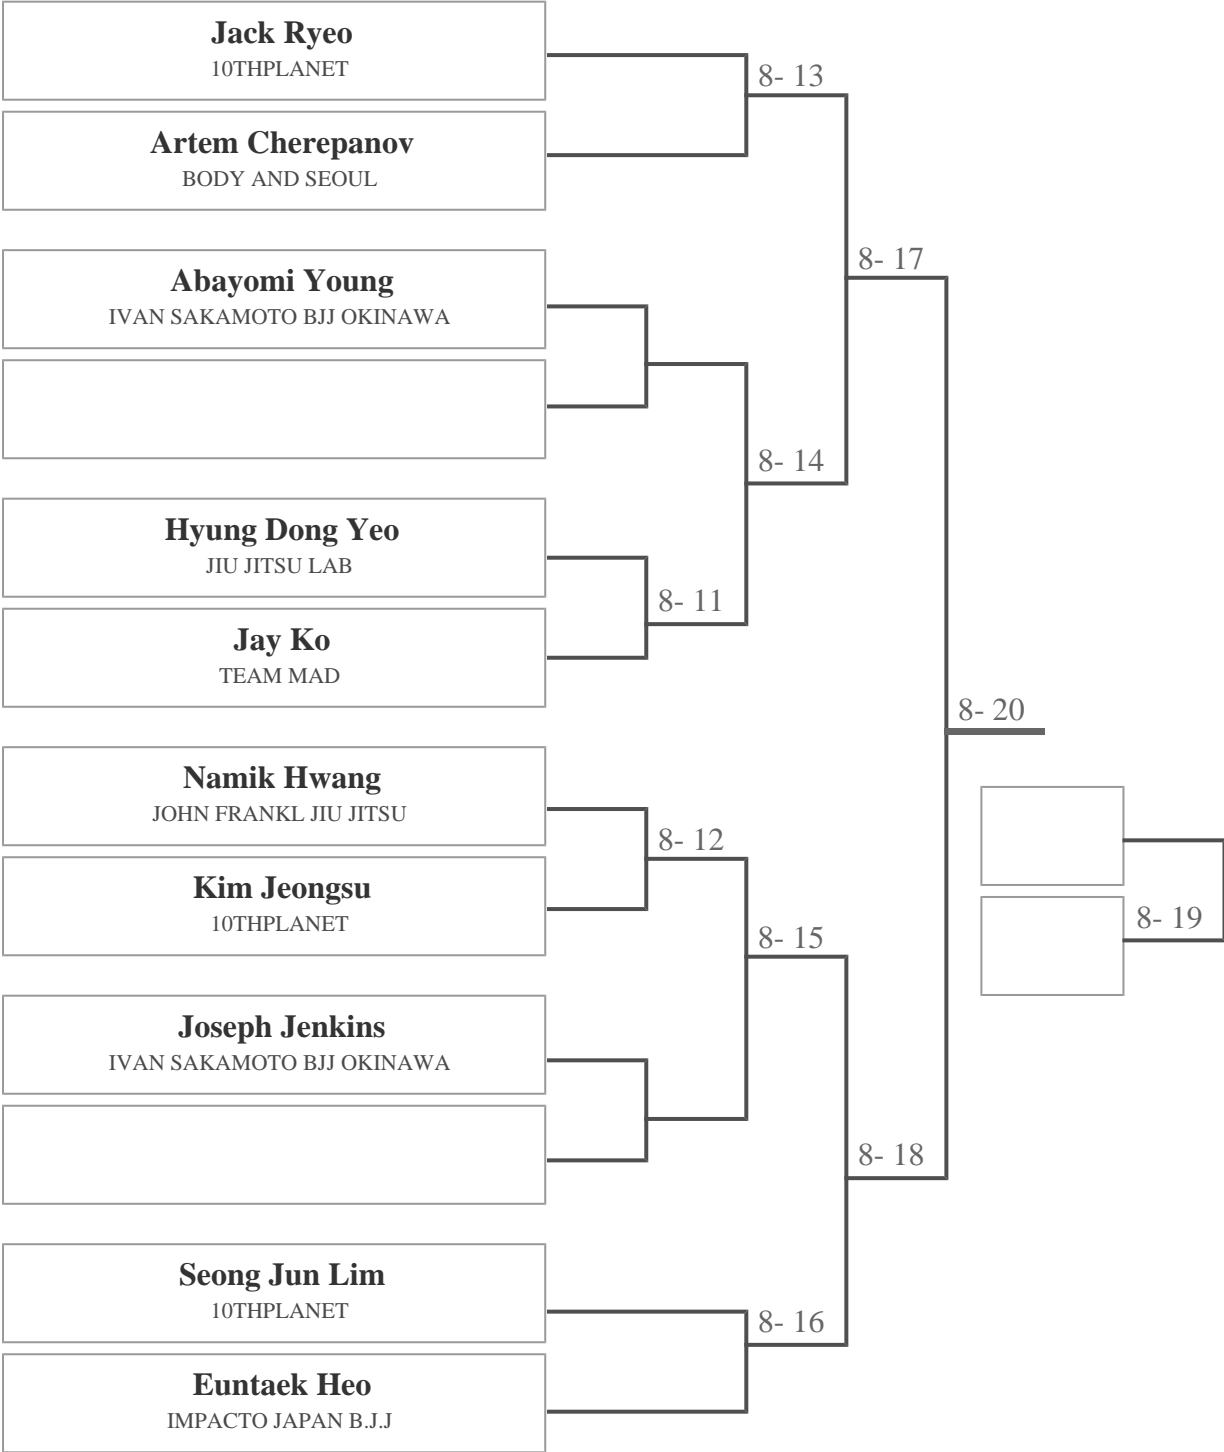 Jack Ryeo
10THPLANET
8- 13
Artem Cherepanov
BODY AND SEOUL
8- 17
Abayomi Young
IVAN SAKAMOTO BJJ OKINAWA
8- 14
Hyung Dong Yeo
JIU JITSU LAB
8- 11
Jay Ko
TEAM MAD
8- 20
Namik Hwang
JOHN FRANKL JIU JITSU
8- 12
Kim Jeongsu
10THPLANET
8- 19
8- 15
Joseph Jenkins
IVAN SAKAMOTO BJJ OKINAWA
8- 18
Seong Jun Lim
10THPLANET
8- 16
Euntaek Heo
IMPACTO JAPAN B.J.J